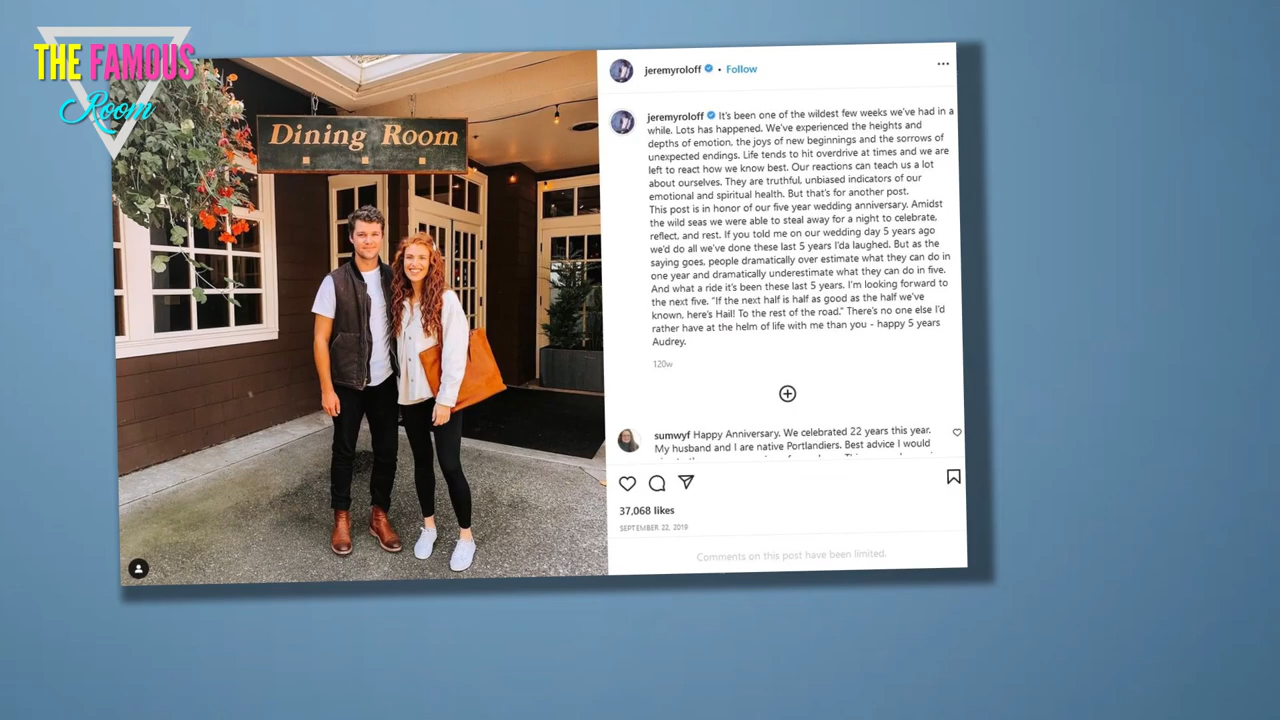 THE FAMOUS
Room
Dining Room
jeremyroloff • Follow
jeremyroloff It's been one of the wildest few weeks we've had in a
while. Lots has happened. We've experienced the heights and
depths of emotion, the joys of new beginnings and the sorrows of
unexpected endings. Life tends to hit overdrive at times and we are
left to react how we know best. Our reactions can teach us a lot
about ourselves. They are truthful, unbiased indicators of our
emotional and spiritual health. But that's for another post.
This post is in honor of our five year wedding anniversary. Amidst
the wild seas we were able to steal away for a night to celebrate,
reflect, and rest. If you told me on our wedding day 5 years ago
we'd do all we've done these last 5 years I'da laughed. But as the
saying goes, people dramatically over estimate what they can do in
one year and dramatically underestimate what they can do in five.
And what a ride it's been these last 5 years. I'm looking forward to
the next five. "If the next half is half as good as the half we've
known, here's Hail! To the rest of the road." There's no one else I'd
rather have at the helm of life with me than you - happy 5 years
Audrey.
120w
sumwyf Happy Anniversary. We celebrated 22 years this year.
My husband and I are native Portlanders. Best advice I would
37,068 likes
SEPTEMBER 22, 2019
Comments on this post have been limited.